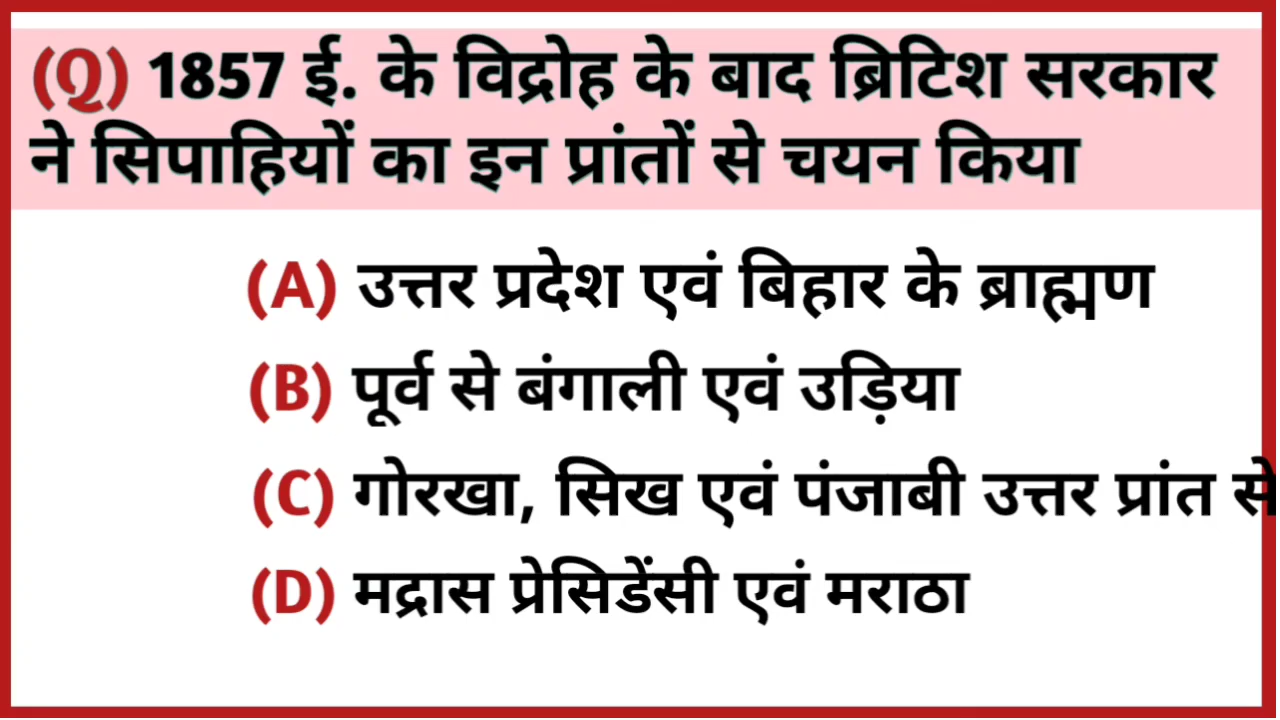 (Q) 1857 ई. के विद्रोह के बाद ब्रिटिश सरकार
ने सिपाहियों का इन प्रांतों से चयन किया
(A) उत्तर प्रदेश एवं बिहार के ब्राह्मण
(B) पूर्व से बंगाली एवं उड़िया
(C) गोरखा, सिख एवं पंजाबी उत्तर प्रांत से
(D) मद्रास प्रेसिडेंसी एवं मराठा